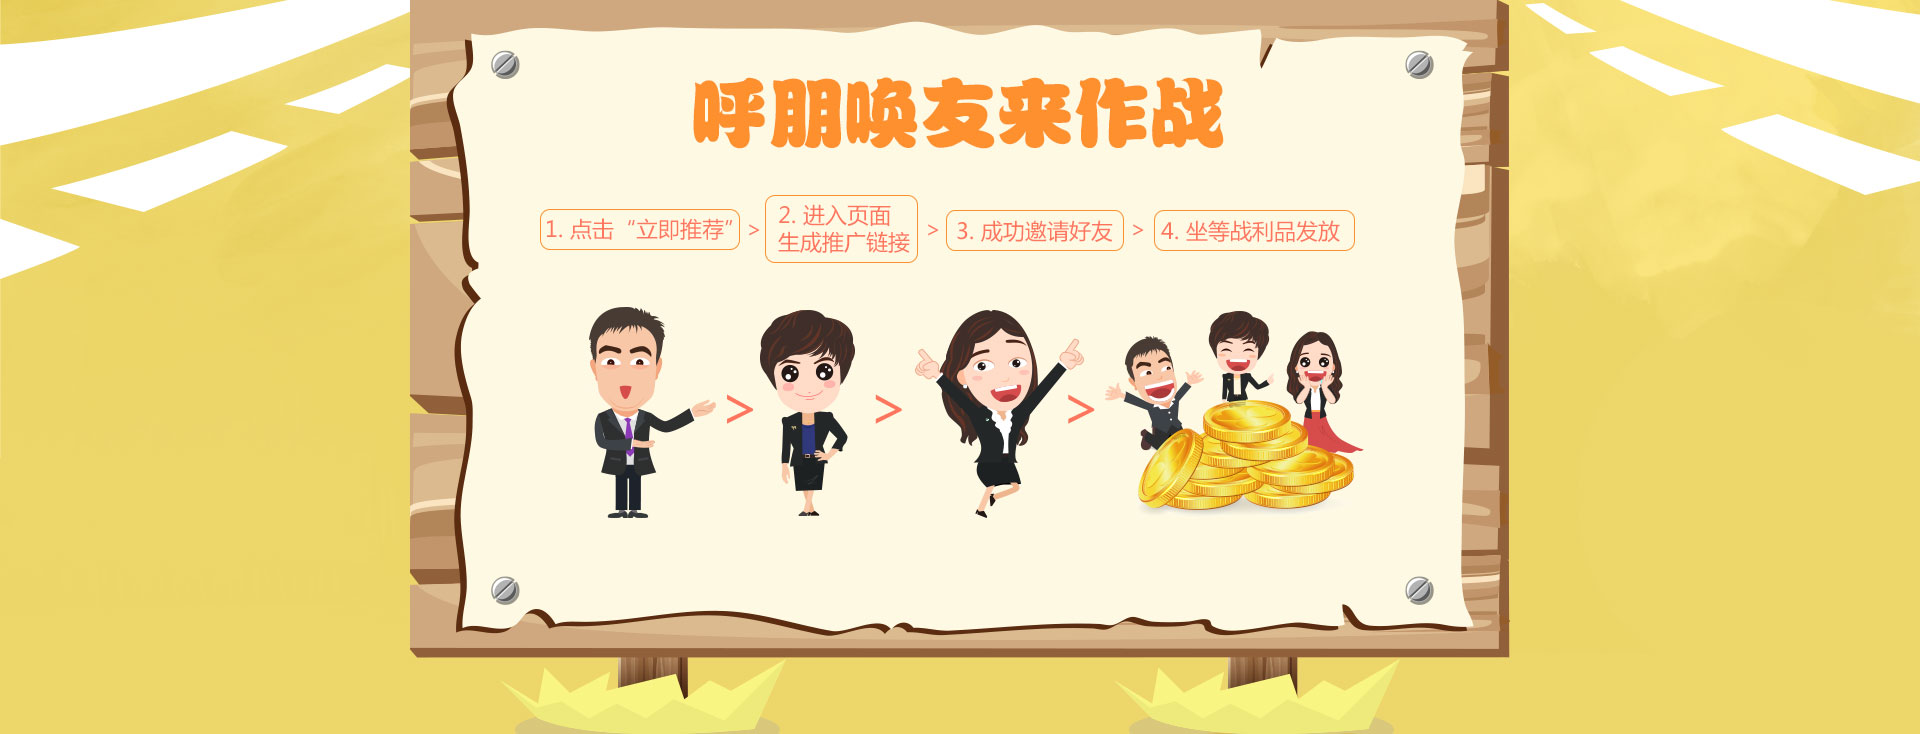 呼朋唤友来作战
1. 点击“立即推荐”
>
2. 进入页面
生成推广链接
>
3. 成功邀请好友
>
4. 坐等战利品发放
> > >